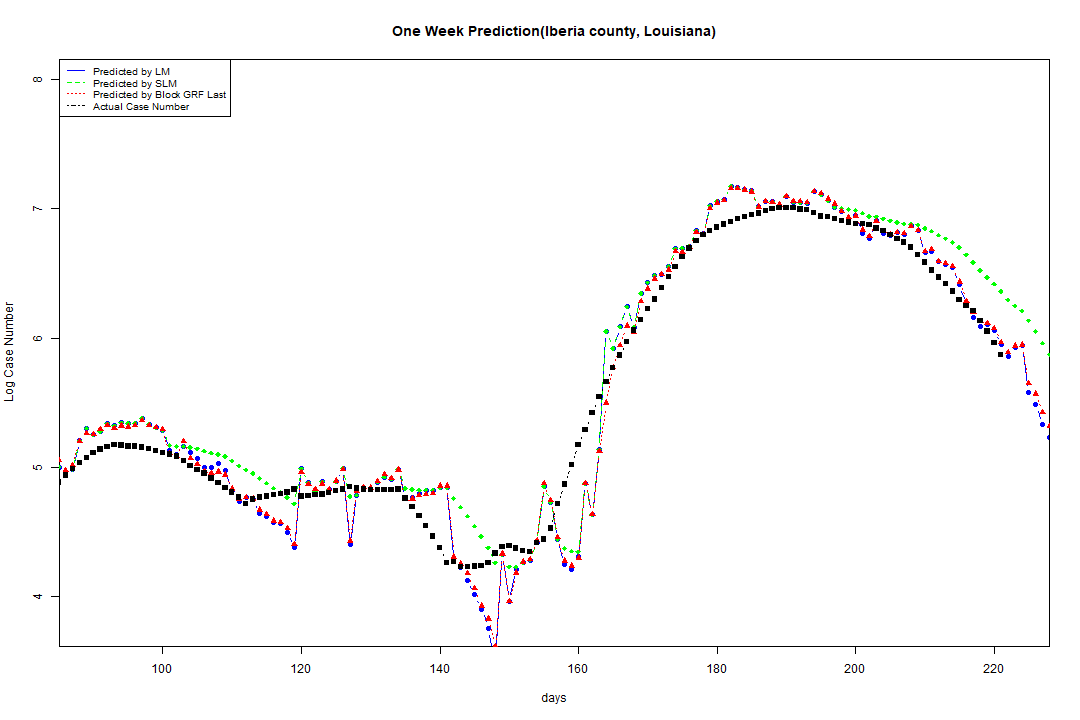 One Week Prediction(Iberia county, Louisiana)
Predicted by LM
Predicted by SLM
Predicted by Block GRF Last
Actual Case Number
8
7
6
5
4
Log Case Number
100 120 140 160 180 200 220
days